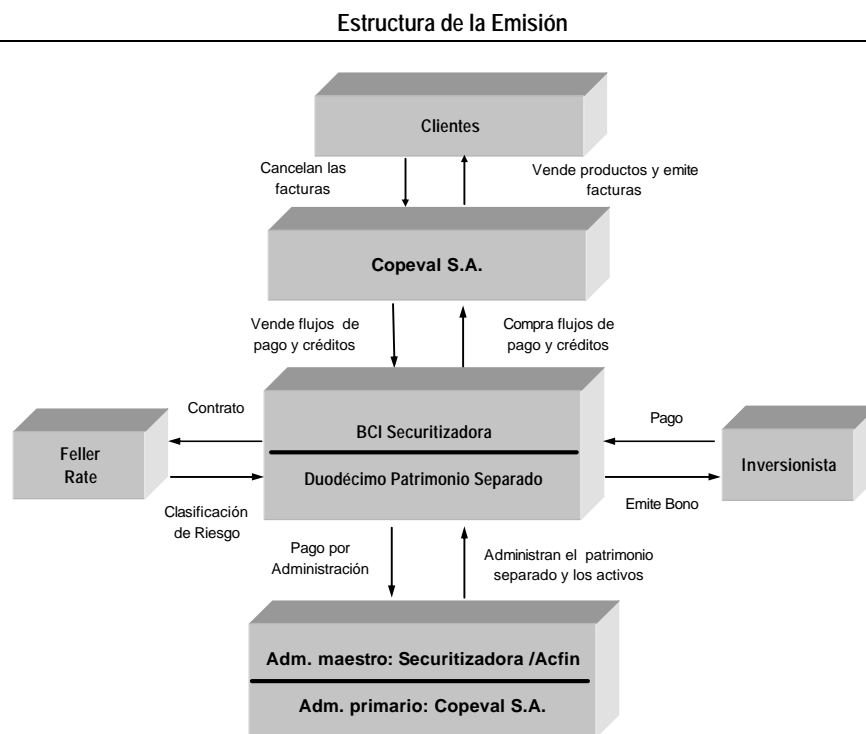 Estructura de la Emisión
Clientes
Cancelan las
facturas
Vende productos y emite
facturas
Copeval S.A.
Vende flujos de
pago y créditos
Compra flujos de
pago y créditos
Contrato
BCI Securitizadora
Pago
Feller
Rate
Duodécimo Patrimonio Separado
Inversionista
Clasificación
de Riesgo
Emite Bono
Pago por
Administración
Administran el patrimonio
separado y los activos
Adm. maestro: Securitizadora /Acfin
Adm. primario: Copeval S.A.